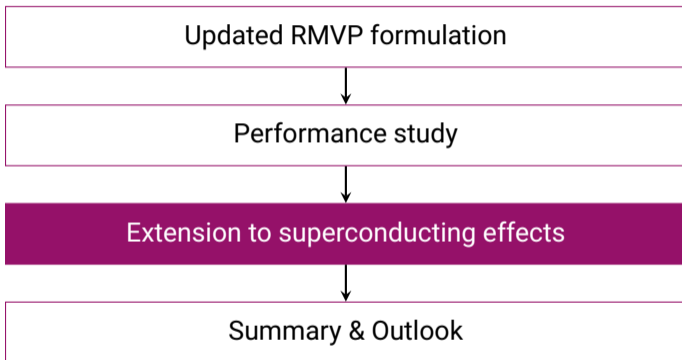 Updated RMVP formulation
Performance study
Extension to superconducting effects
Summary & Outlook